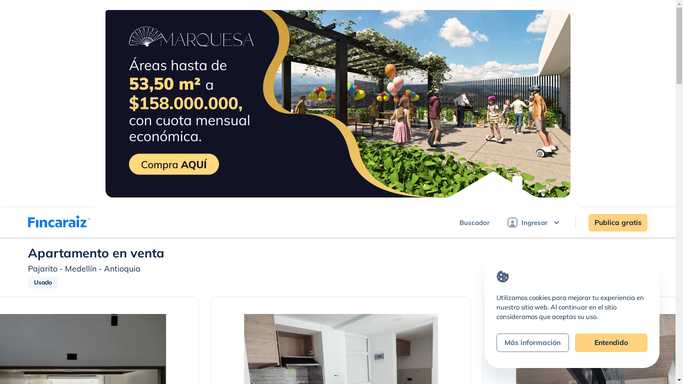 MARQUESA
Áreas hasta de
53,50 m² a
$158.000.000,
con cuota mensual
económica.
Compra AQUÍ
Fincaraiz
Buscador
Ingresar
Publica gratis
Apartamento en venta
Pajarito - Medellín - Antioquia
Usado
Utilizamos cookies para mejorar tu experiencia en
nuestro sitio web. Al continuar en el sitio
consideramos que aceptas su uso.
Más información
Entendido